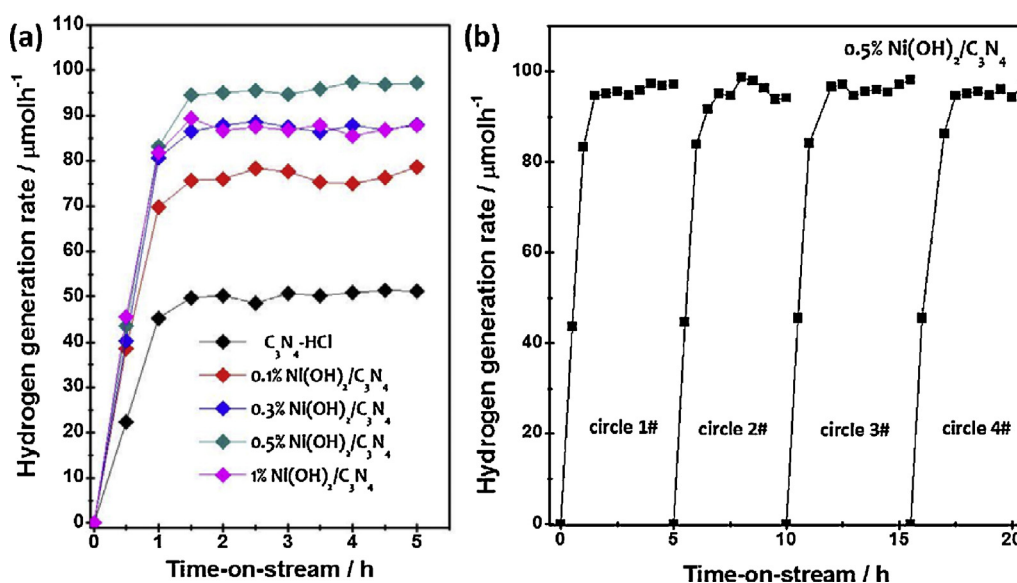 (a)
Hydrogen generation rate / μmolh⁻¹
110
100
90
80
70
60
50
40
30
20
10
0
C₃N₄-HCl
0.1% Ni(OH)₂/C₃N₄
0.3% Ni(OH)₂/C₃N₄
0.5% Ni(OH)₂/C₃N₄
1% Ni(OH)₂/C₃N₄
0 1 2 3 4 5
Time-on-stream / h
(b)
0.5% Ni(OH)₂/C₃N₄
Hydrogen generation rate / μmolh⁻¹
100
80
60
40
20
0
circle 1# circle 2# circle 3# circle 4#
0 5 10 15 20
Time-on-stream / h